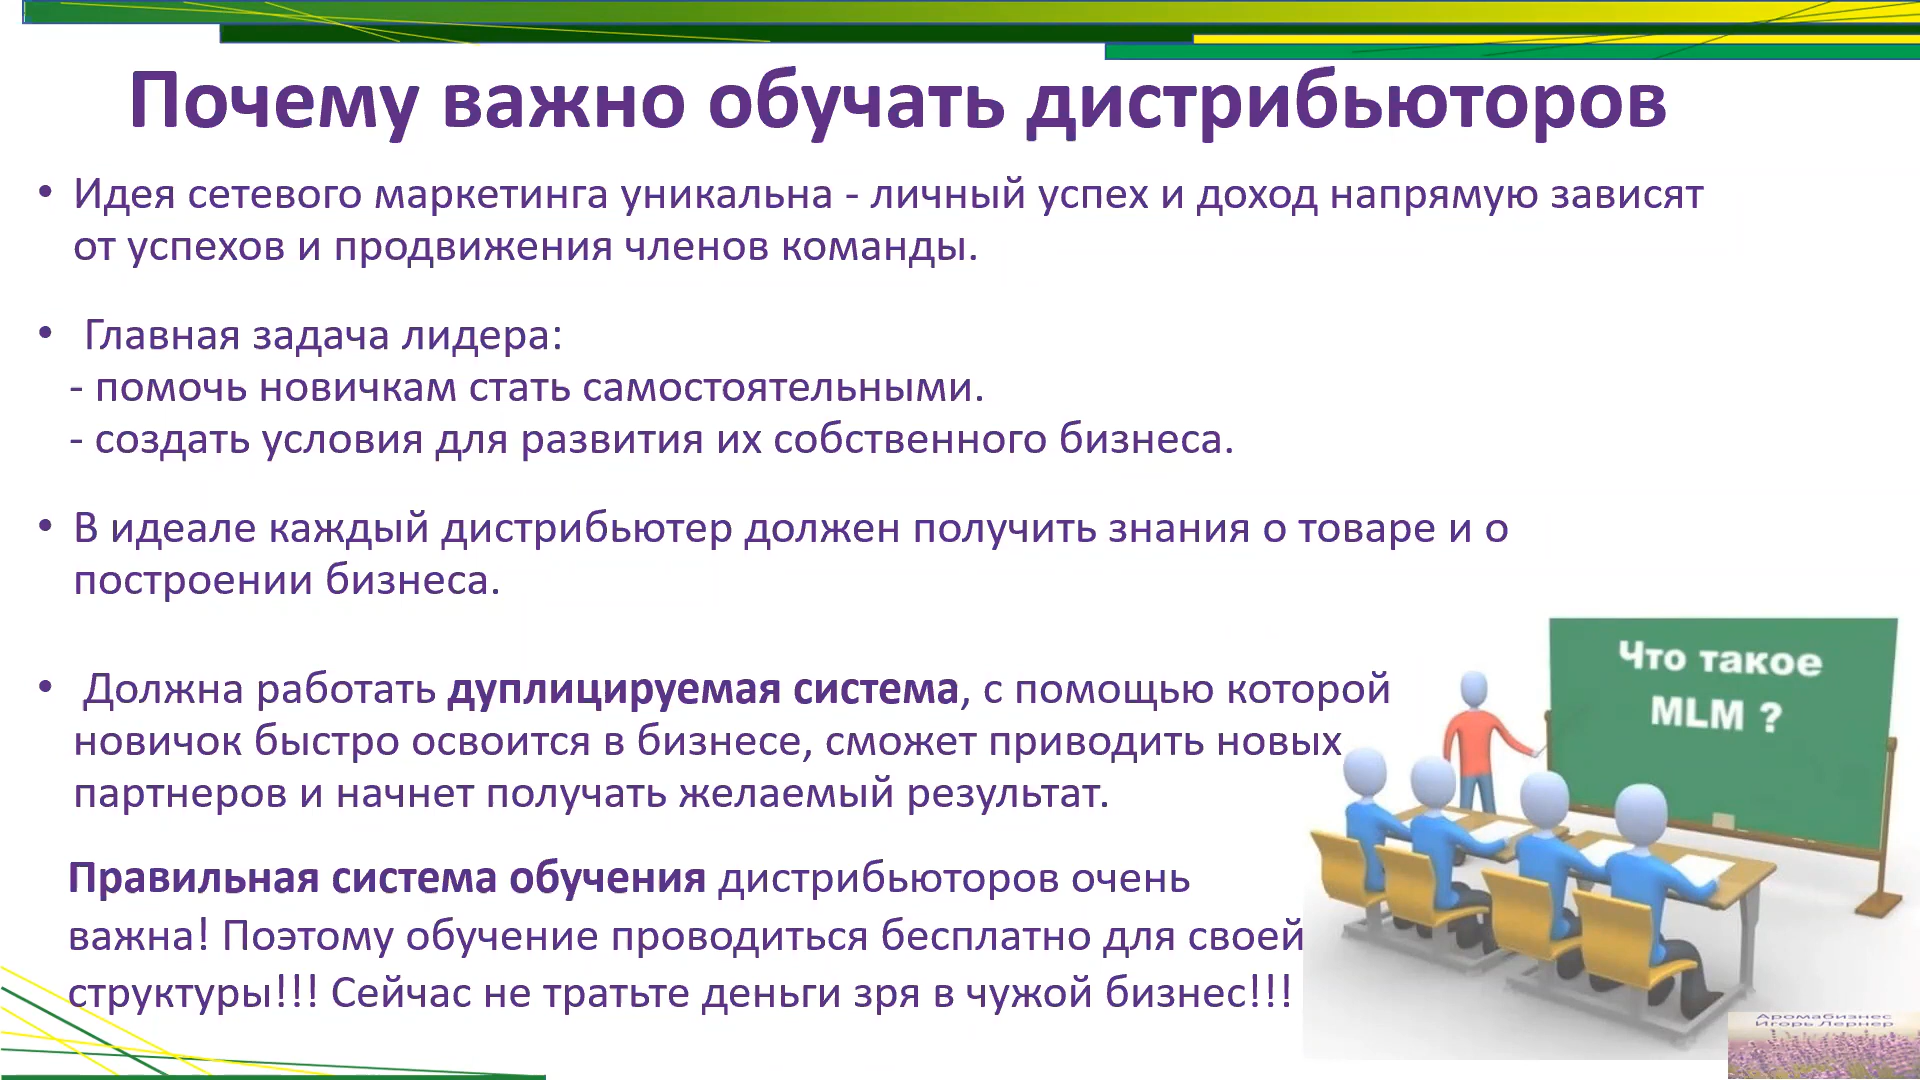 Почему важно обучать дистрибьюторов
• Идея сетевого маркетинга уникальна - личный успех и доход напрямую зависят
от успехов и продвижения членов команды.
• Главная задача лидера:
- помочь новичкам стать самостоятельными.
- создать условия для развития их собственного бизнеса.
• В идеале каждый дистрибьютер должен получить знания о товаре и о
построении бизнеса.
• Должна работать дуплицируемая система, с помощью которой
новичок быстро освоится в бизнесе, сможет приводить новых
партнеров и начнет получать желаемый результат.
Правильная система обучения дистрибьюторов очень
важна! Поэтому обучение проводиться бесплатно для своей
структуры!!! Сейчас не тратьте деньги зря в чужой бизнес!!!
Что такое
MLM ?
Аромабизнес
Игорь Лернер